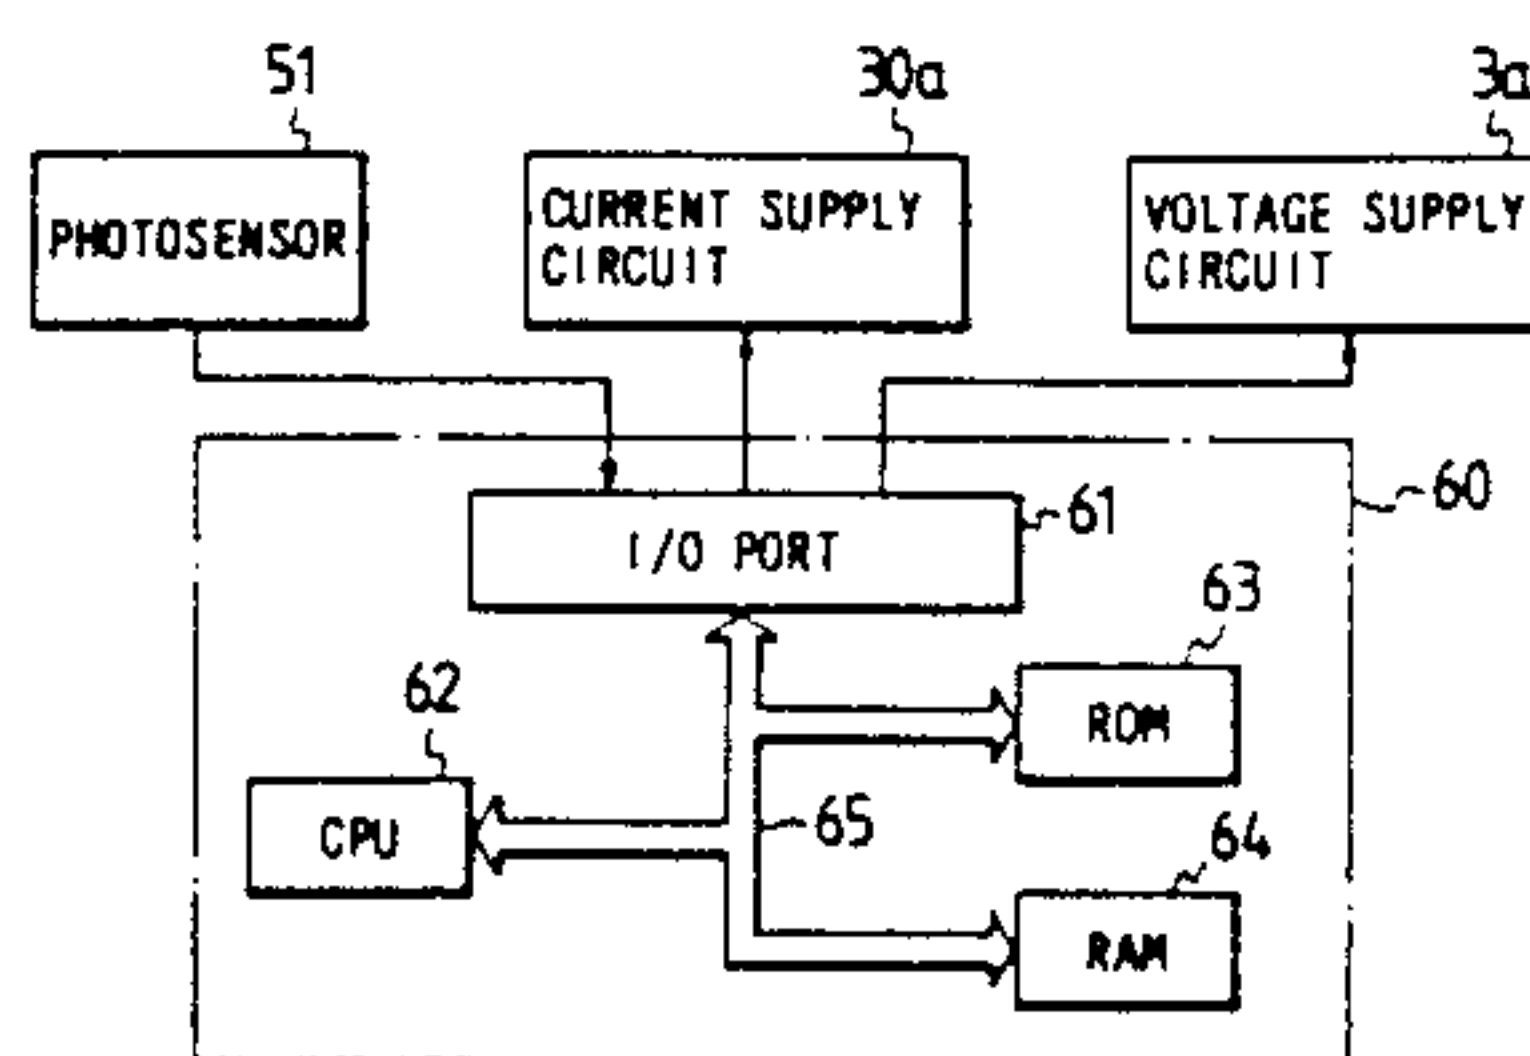 51
30a
3a
PHOTOSENSOR
CURRENT SUPPLY
CIRCUIT
VOLTAGE SUPPLY
CIRCUIT
60
61
I/O PORT
63
ROM
62
CPU
65
64
RAM